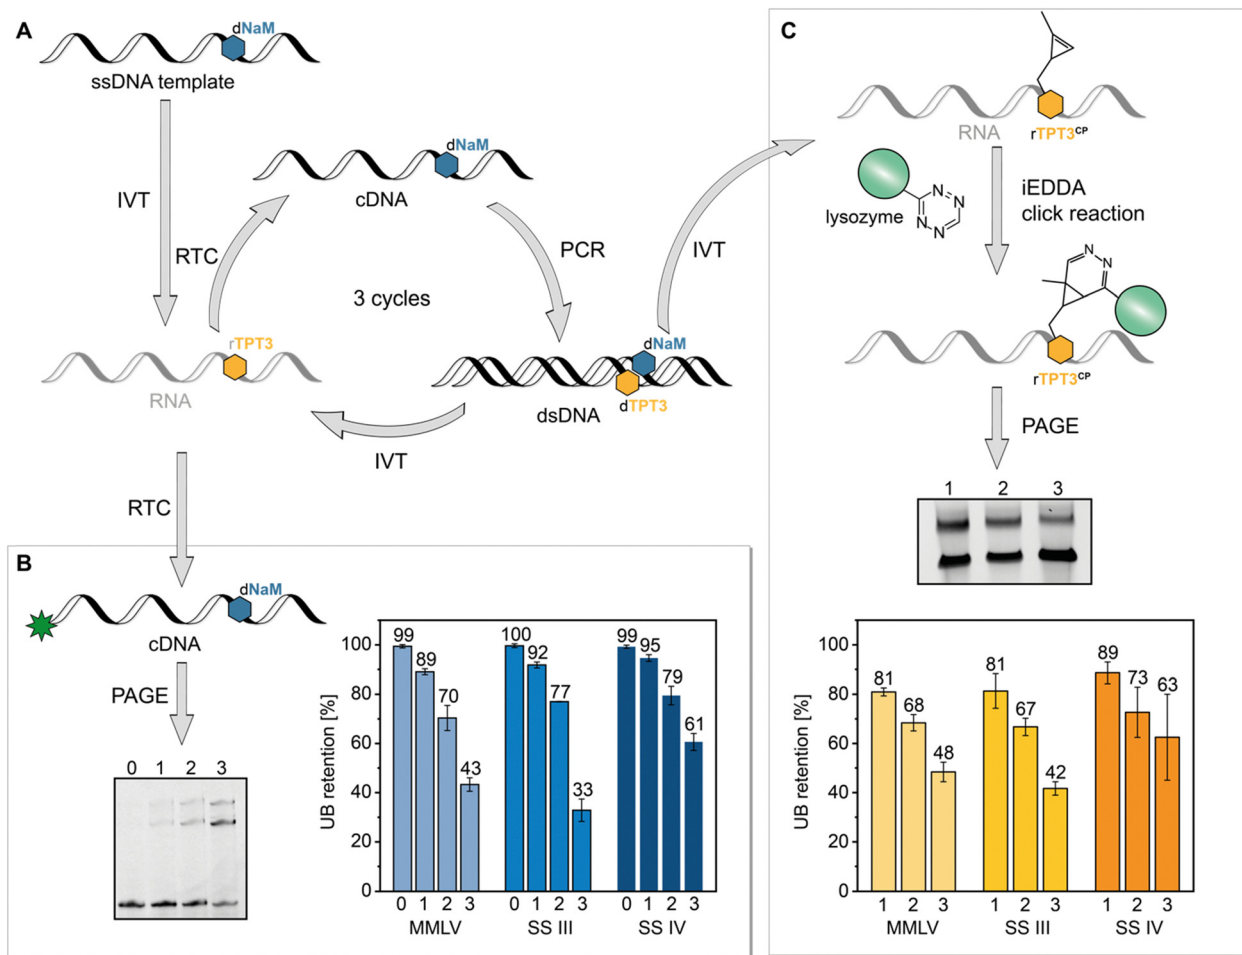 A
dNaM
ssDNA template
IVT
RTC
dNaM
cDNA
PCR
3 cycles
IVT
rTPT3
RNA
dNaM
dTPT3
dsDNA
IVT
RTC
B
dNaM
cDNA
PAGE
0 1 2 3
UB retention [%]
100
80
60
40
20
0
99 89 70 43
100 92 77 33
99 95 79 61
0 1 2 3 0 1 2 3 0 1 2 3
MMLV SS III SS IV
C
RNA
rTPT3CP
lysozyme
N
N
N
N
iEDDA
click reaction
N
N
rTPT3CP
PAGE
1 2 3
UB retention [%]
100
80
60
40
20
0
81 68 48
81 67 42
89 73 63
1 2 3 1 2 3 1 2 3
MMLV SS III SS IV